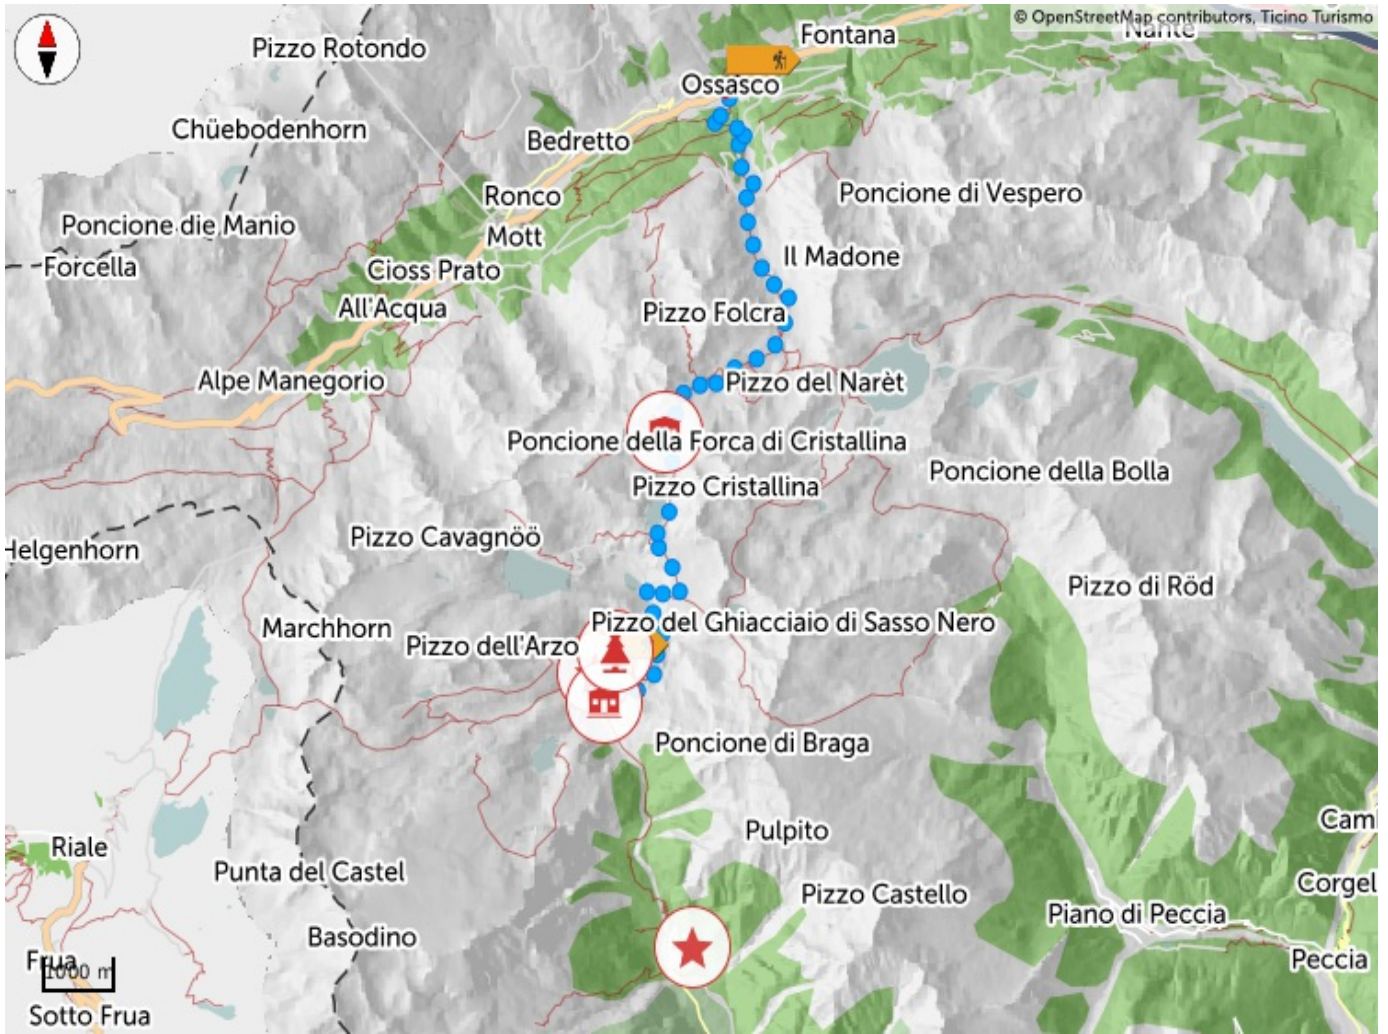 © OpenStreetMap contributors, Ticino Turismo
Nante
Fontana
Pizzo Rotondo
Ossasco
Chüebodenhorn
Bedretto
Ronco
Poncione di Vespero
Poncione die Manio
Mott
Il Madone
Forcella
Cioss Prato
All'Acqua
Pizzo Folcra
Alpe Manegorio
Pizzo del Narèt
Poncione della Forca di Cristallina
Poncione della Bolla
Pizzo Cristallina
Pizzo Cavagnöö
Helgenhorn
Pizzo di Röd
Marchhorn
Pizzo del Ghiacciaio di Sasso Nero
Pizzo dell'Arzo
Poncione di Braga
Cam
Pulpito
Riale
Punta del Castel
Corgel
Pizzo Castello
Piano di Peccia
Basodino
Peccia
Frua
1000 m
Sotto Frua